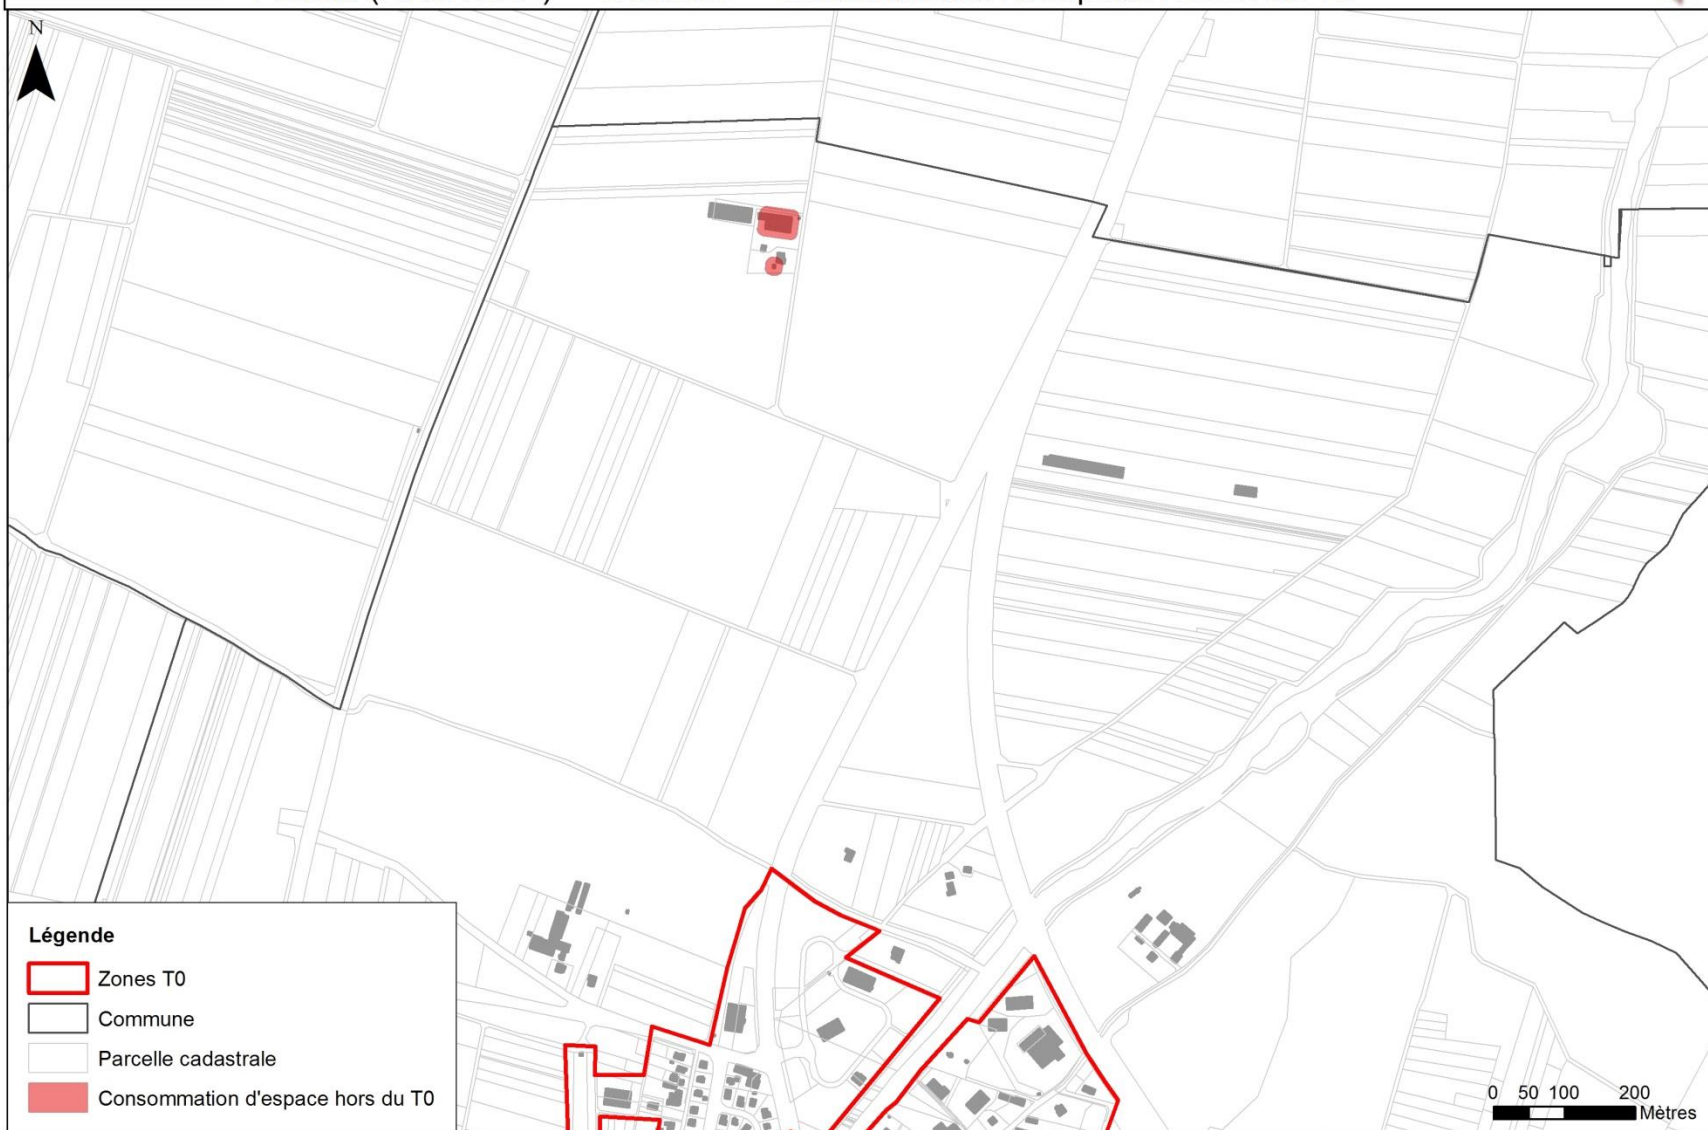 N
Légende
Zones T0
Commune
Parcelle cadastrale
Consommation d'espace hors du T0
0 50 100 200
Mètres